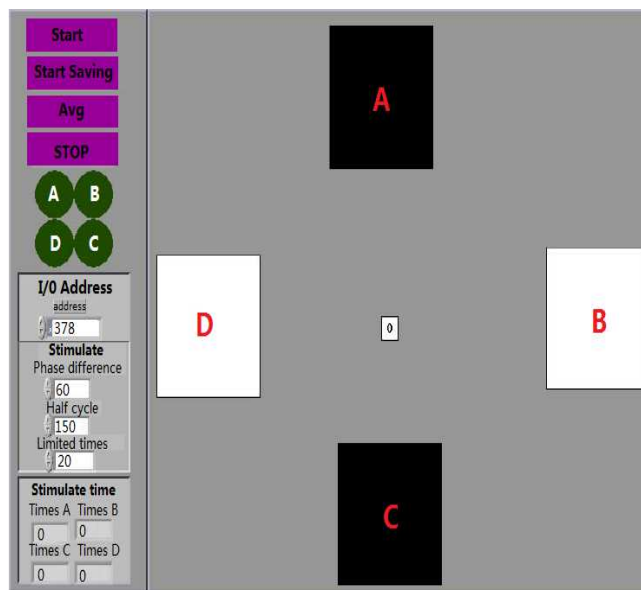 Start
Start Saving
Avg
STOP
A B
D C
I/O Address
address
378
Stimulate
Phase difference
60
Half cycle
150
Limited times
20
Stimulate time
Times A Times B
0 0
Times C Times D
0 0
A
D
0
B
C